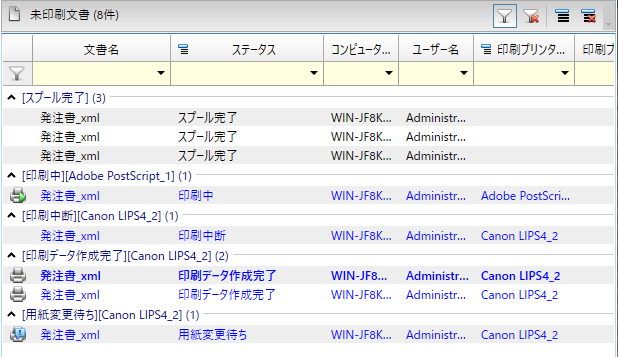 未印刷文書 (8件)
文書名 ステータス コンピュータ... ユーザー名 印刷プリンタ... 印刷プ
[スプール完了] (3)
発注書_xml スプール完了 WIN-JF8K... Administr...
発注書_xml スプール完了 WIN-JF8K... Administr...
発注書_xml スプール完了 WIN-JF8K... Administr...
[印刷中][Adobe PostScript_1] (1)
発注書_xml 印刷中 WIN-JF8K... Administr... Adobe PostScri...
[印刷中断][Canon LIPS4_2] (1)
発注書_xml 印刷中断 WIN-JF8K... Administr... Canon LIPS4_2
[印刷データ作成完了][Canon LIPS4_2] (2)
発注書_xml 印刷データ作成完了 WIN-JF8... Administr... Canon LIPS4_2
発注書_xml 印刷データ作成完了 WIN-JF8K... Administr... Canon LIPS4_2
[用紙変更待ち][Canon LIPS4_2] (1)
発注書_xml 用紙変更待ち WIN-JF8K... Administr... Canon LIPS4_2